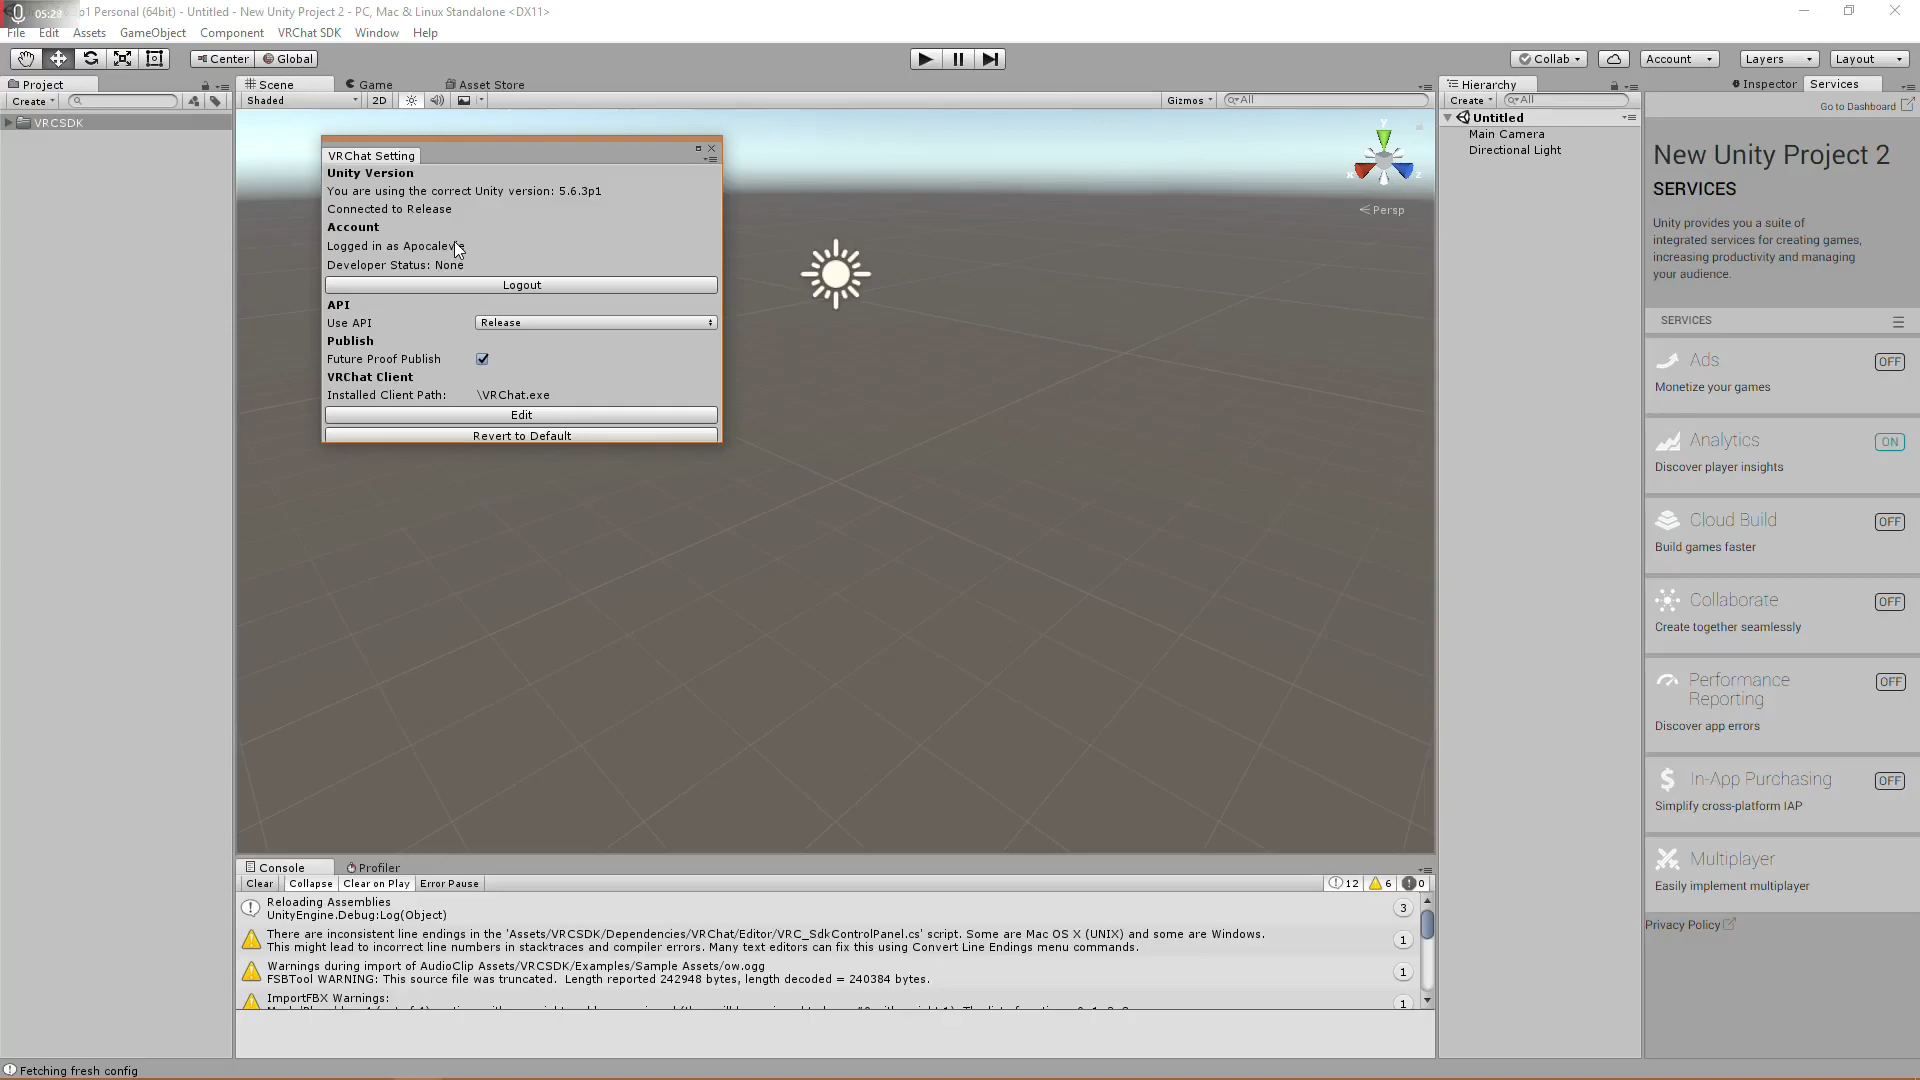 05:28
p1 Personal (64bit) - Untitled - New Unity Project 2 - PC, Mac & Linux Standalone <DX11>
File Edit Assets GameObject Component VRChat SDK Window Help
Center Global Collab Account Layers Layout
Project
Create
VRCSDK
Scene Game Asset Store
Shaded 2D Gizmos All
y
x z
Persp
VRChat Setting
Unity Version
You are using the correct Unity version: 5.6.3p1
Connected to Release
Account
Logged in as
Developer Status: None
Logout
API
Use API Release
Publish
Future Proof Publish
VRChat Client
Installed Client Path: \VRChat.exe
Edit
Revert to Default
Console Profiler
Clear Collapse Clear on Play Error Pause 12 6 0
Reloading Assemblies
UnityEngine.Debug:Log(Object)
3
There are inconsistent line endings in the 'Assets/VRCSDK/Dependencies/VRChat/Editor/VRC_SdkControlPanel.cs' script. Some are Mac OS X (UNIX) and some are Windows.
This might lead to incorrect line numbers in stacktraces and compiler errors. Many text editors can fix this using Convert Line Endings menu commands.
1
Warnings during import of AudioClip Assets/VRCSDK/Examples/Sample Assets/ow.ogg
FSBTool WARNING: This source file was truncated. Length reported 242948 bytes, length decoded = 240384 bytes.
1
ImportFBX Warnings:
1
Fetching fresh config
Hierarchy
Create All
Untitled
Main Camera
Directional Light
Inspector Services
Go to Dashboard
New Unity Project 2
SERVICES
Unity provides you a suite of
integrated services for creating games,
increasing productivity and managing
your audience.
SERVICES
Ads OFF
Monetize your games
Analytics ON
Discover player insights
Cloud Build OFF
Build games faster
Collaborate OFF
Create together seamlessly
Performance
Reporting OFF
Discover app errors
In-App Purchasing OFF
Simplify cross-platform IAP
Multiplayer
Easily implement multiplayer
Privacy Policy